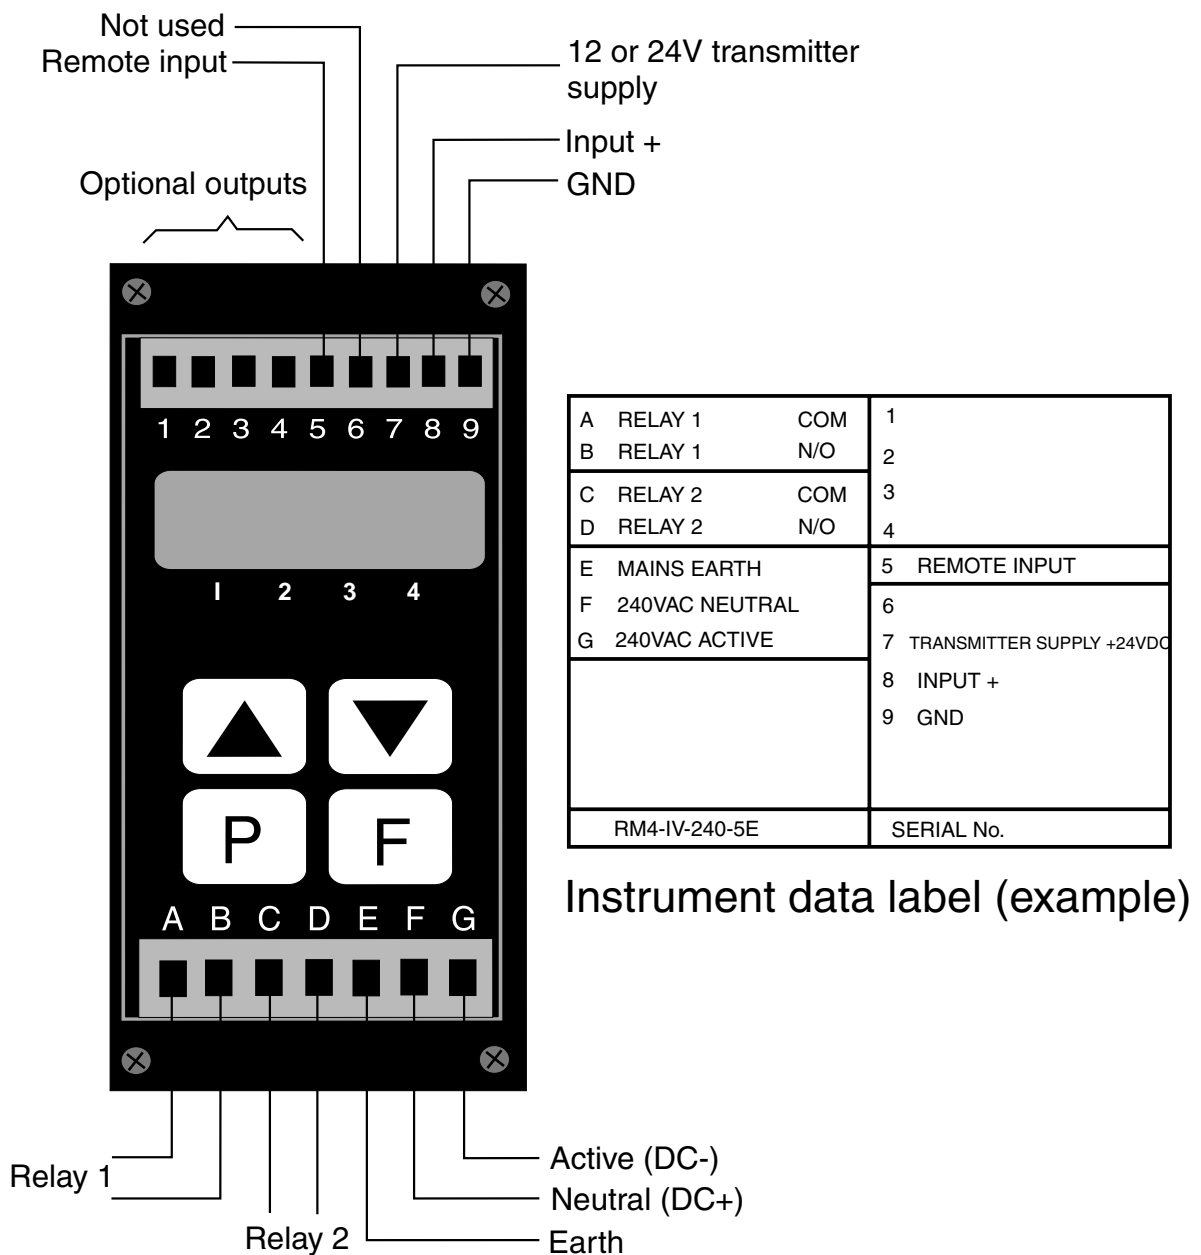 Not used
Remote input
12 or 24V transmitter
supply
Input +
GND
Optional outputs
1 2 3 4 5 6 7 8 9
I 2 3 4
P F
A B C D E F G
Relay 1
Relay 2
Active (DC-)
Neutral (DC+)
Earth
A RELAY 1 COM
B RELAY 1 N/O
C RELAY 2 COM
D RELAY 2 N/O
E MAINS EARTH
F 240VAC NEUTRAL
G 240VAC ACTIVE
1
2
3
4
5 REMOTE INPUT
6
7 TRANSMITTER SUPPLY +24VDC
8 INPUT +
9 GND
RM4-IV-240-5E
SERIAL No.
Instrument data label (example)